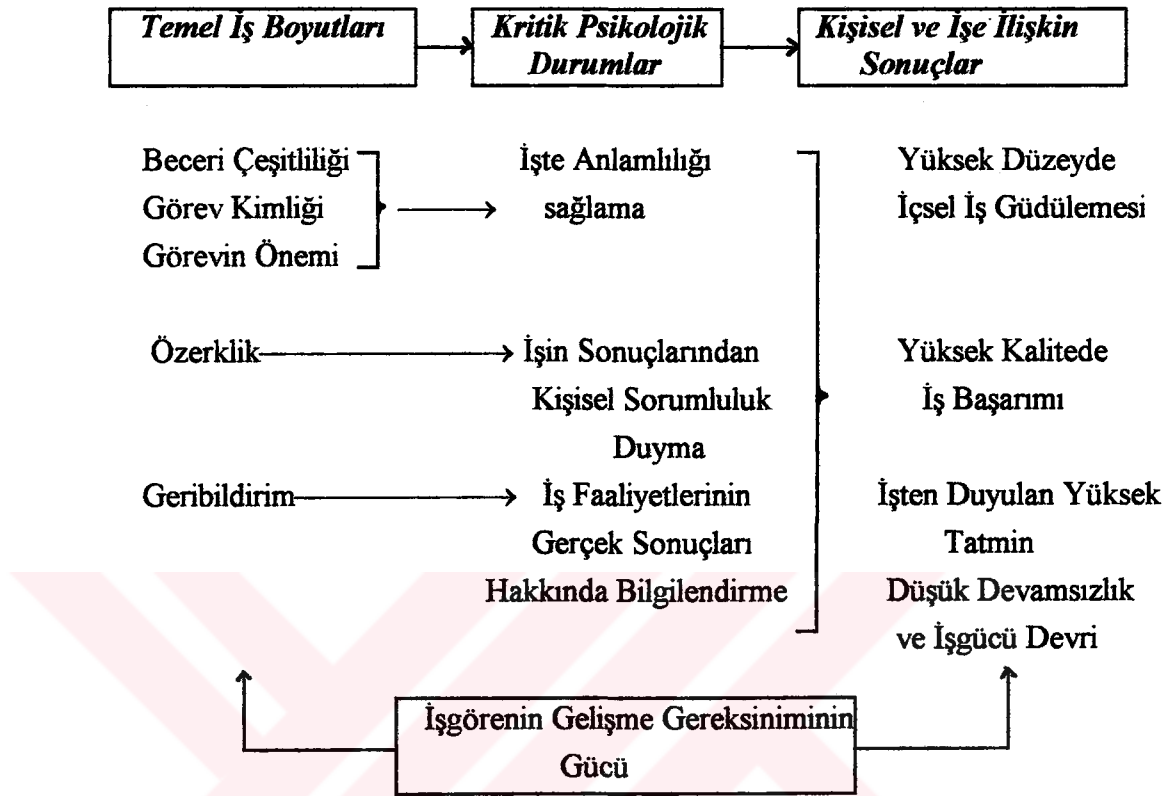 Temel İş Boyutları
Kritik Psikolojik
Durumlar
Kişisel ve İşe İlişkin
Sonuçlar
Beceri Çeşitliliği
Görev Kimliği
Görevin Önemi
İşte Anlamlılığı
sağlama
Yüksek Düzeyde
İçsel İş Güdülemesi
Özerklik
İşin Sonuçlarından
Kişisel Sorumluluk
Duyma
Yüksek Kalitede
İş Başarımı
Geribildirim
İş Faaliyetlerinin
Gerçek Sonuçları
Hakkında Bilgilendirme
İşten Duyulan Yüksek
Tatmin
Düşük Devamsızlık
ve İşgücü Devri
İşgörenin Gelişme Gereksiniminin
Gücü